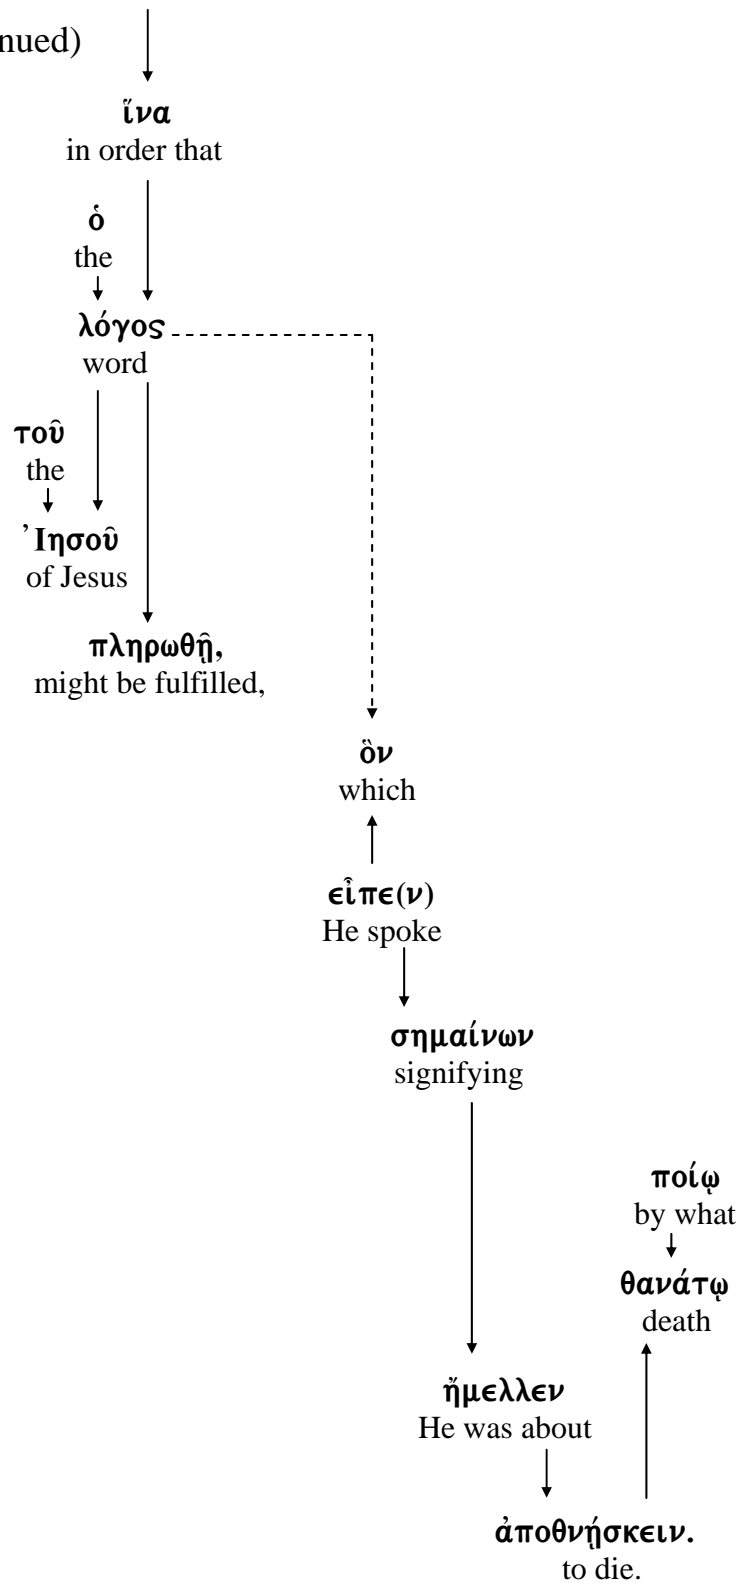 nued)
ἵνα
in order that
ὁ
the
λόγος
word
τοῦ
the
Ἰησοῦ
of Jesus
πληρωθῇ,
might be fulfilled,
ὃν
which
εἶπε(ν)
He spoke
σημαίνων
signifying
ποίῳ
by what
θανάτῳ
death
ἤμελλεν
He was about
ἀποθνῄσκειν.
to die.